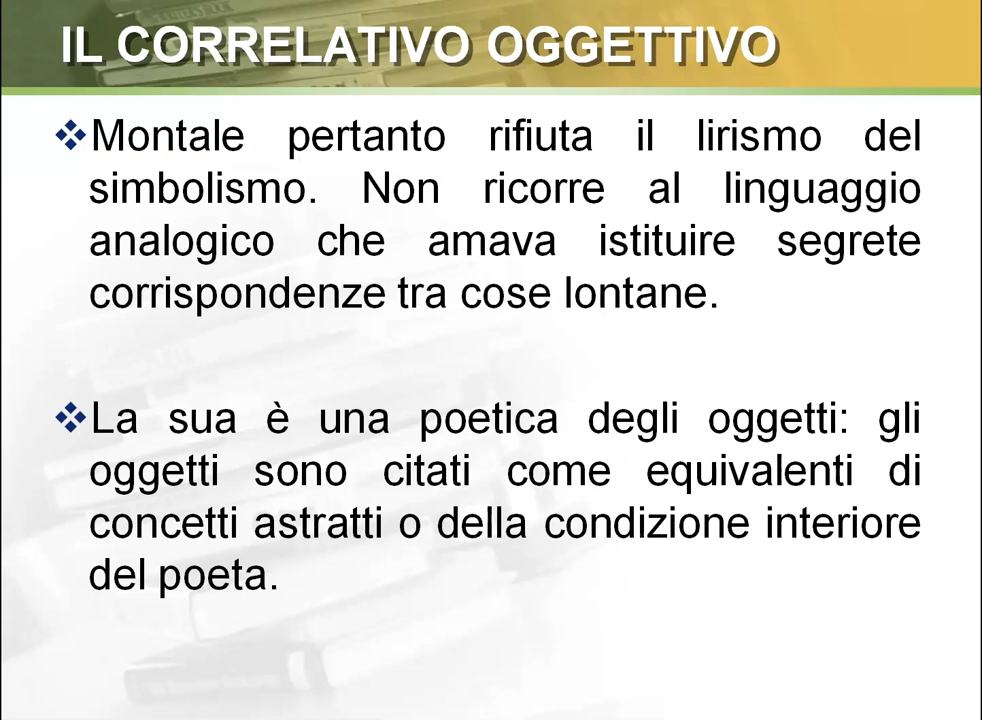 IL CORRELATIVO OGGETTIVO
❖Montale pertanto rifiuta il lirismo del
simbolismo. Non ricorre al linguaggio
analogico che amava istituire segrete
corrispondenze tra cose lontane.
❖La sua è una poetica degli oggetti: gli
oggetti sono citati come equivalenti di
concetti astratti o della condizione interiore
del poeta.